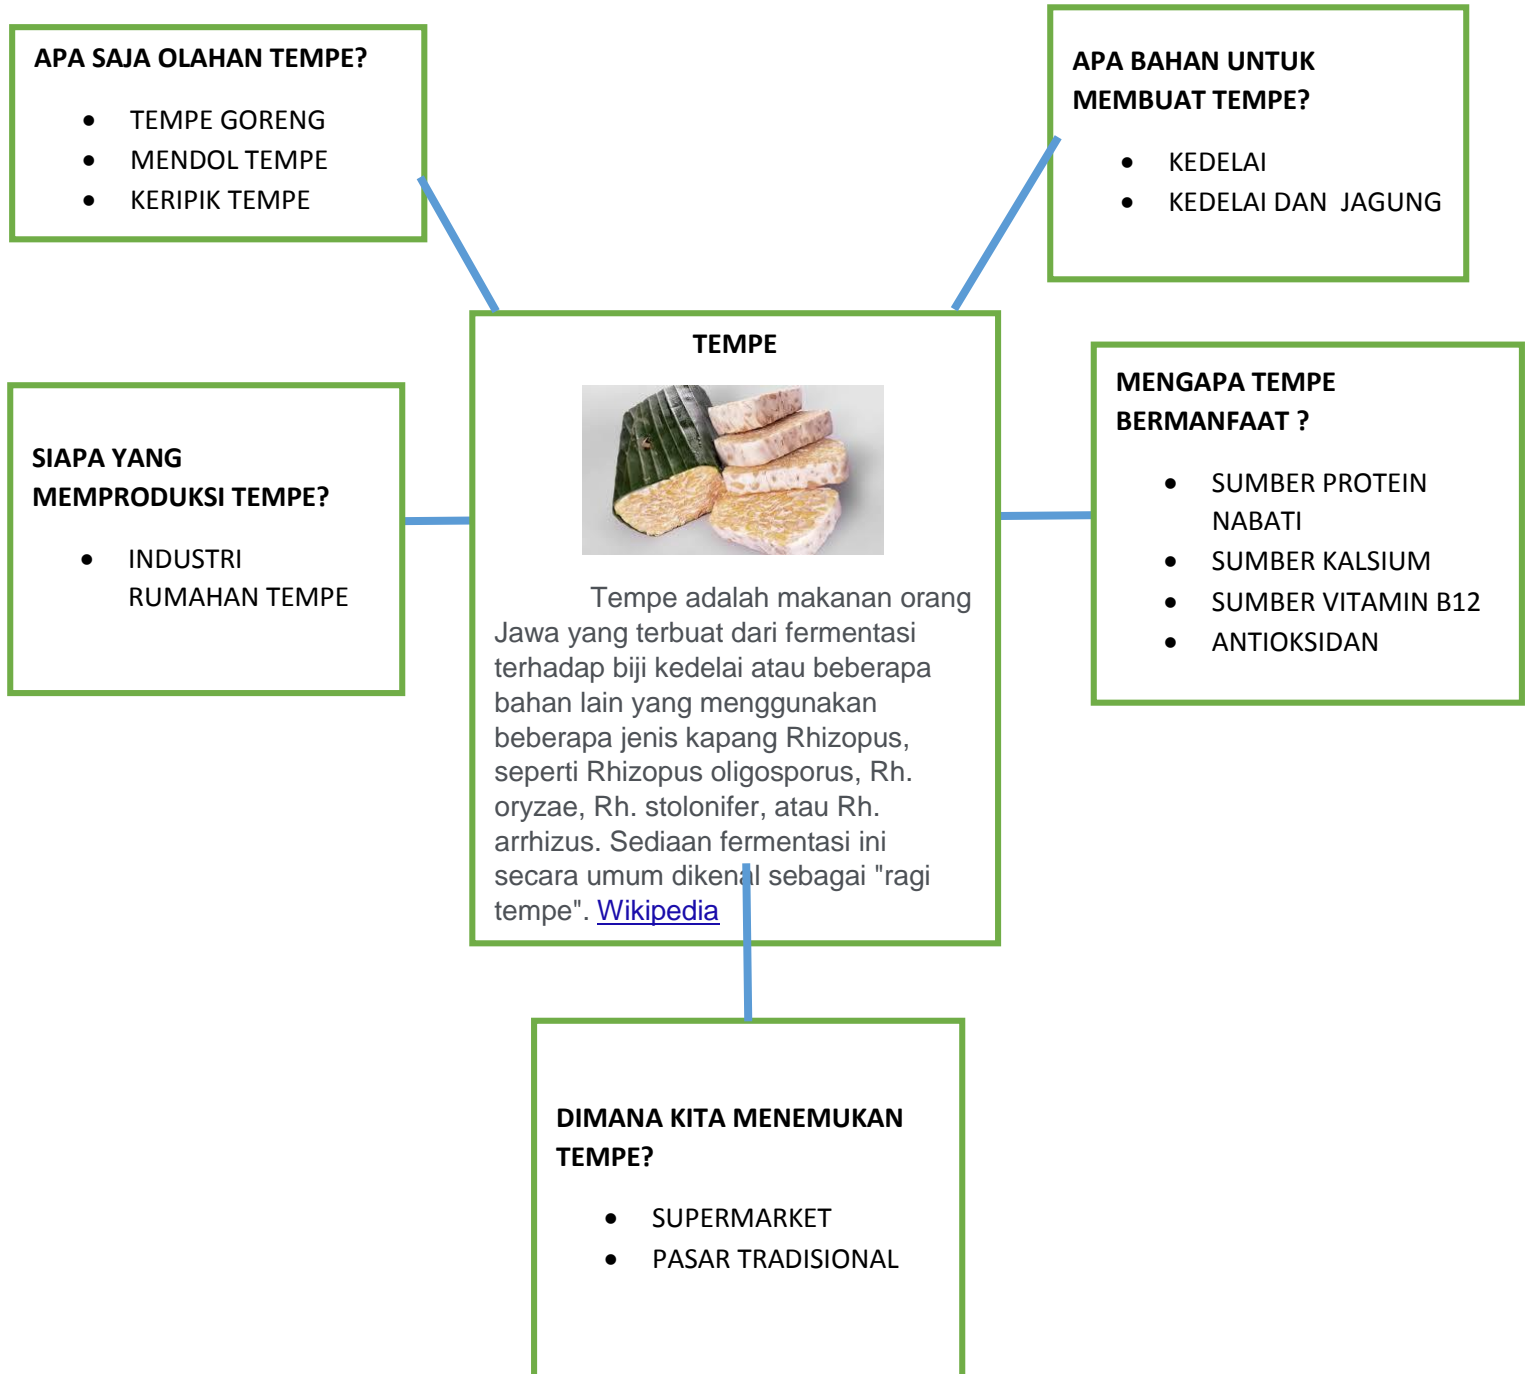 APA SAJA OLAHAN TEMPE?
• TEMPE GORENG
• MENDOL TEMPE
• KERIPIK TEMPE
APA BAHAN UNTUK
MEMBUAT TEMPE?
• KEDELAI
• KEDELAI DAN JAGUNG
SIAPA YANG
MEMPRODUKSI TEMPE?
• INDUSTRI
RUMAHAN TEMPE
TEMPE
Tempe adalah makanan orang
Jawa yang terbuat dari fermentasi
terhadap biji kedelai atau beberapa
bahan lain yang menggunakan
beberapa jenis kapang Rhizopus,
seperti Rhizopus oligosporus, Rh.
oryzae, Rh. stolonifer, atau Rh.
arrhizus. Sediaan fermentasi ini
secara umum dikenal sebagai "ragi
tempe". Wikipedia
MENGAPA TEMPE
BERMANFAAT ?
• SUMBER PROTEIN
NABATI
• SUMBER KALSIUM
• SUMBER VITAMIN B12
• ANTIOKSIDAN
DIMANA KITA MENEMUKAN
TEMPE?
• SUPERMARKET
• PASAR TRADISIONAL